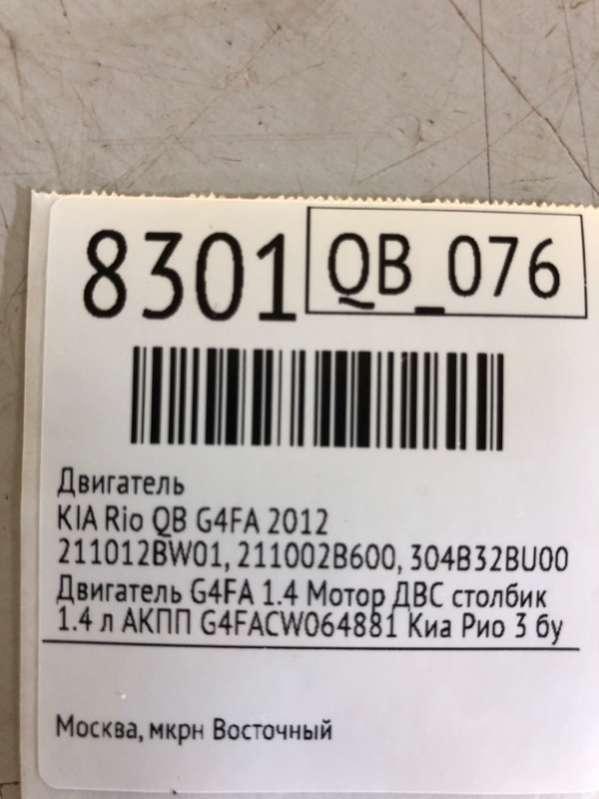 8301 QB_076
Двигатель
KIA Rio QB G4FA 2012
211012BW01, 211002B600, 304B32BU00
Двигатель G4FA 1.4 Мотор ДВС столбик
1.4 л АКПП G4FACW064881 Киа Рио 3 бу
Москва, мкрн Восточный